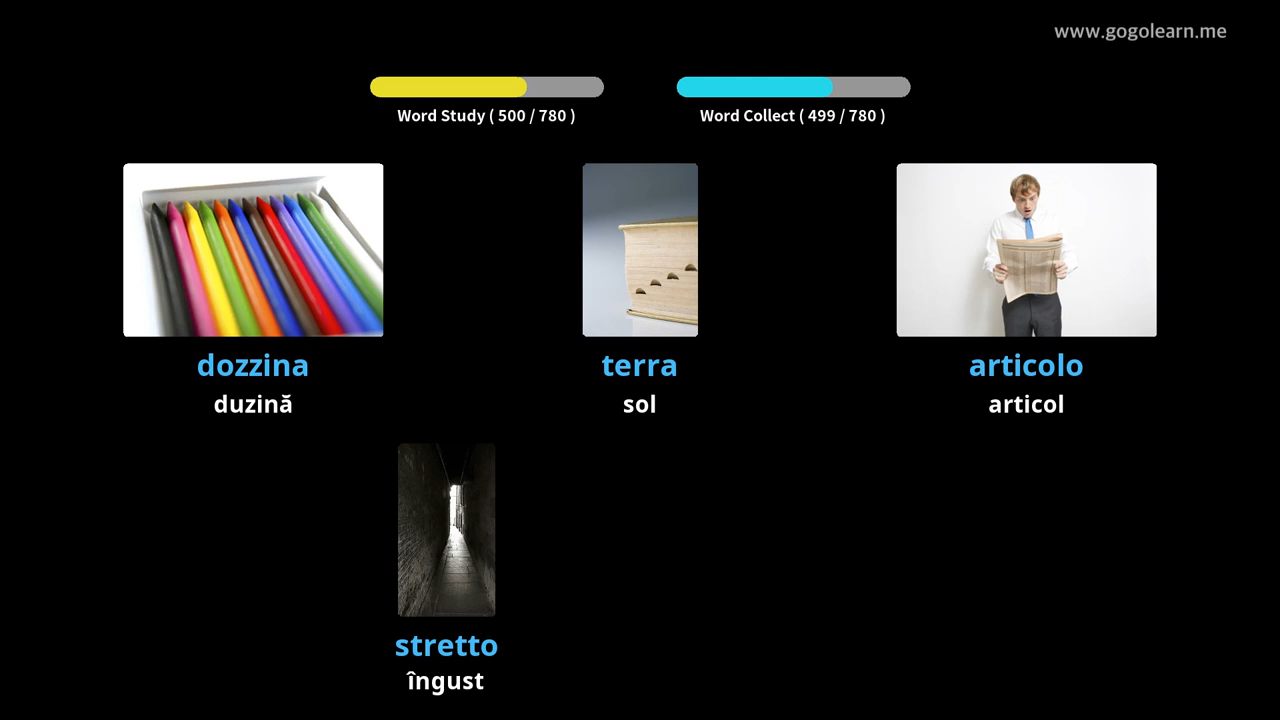 www.gogolearn.me
Word Study ( 500 / 780 )
Word Collect ( 499 / 780 )
dozzina
duzină
terra
sol
articolo
articol
stretto
îngust